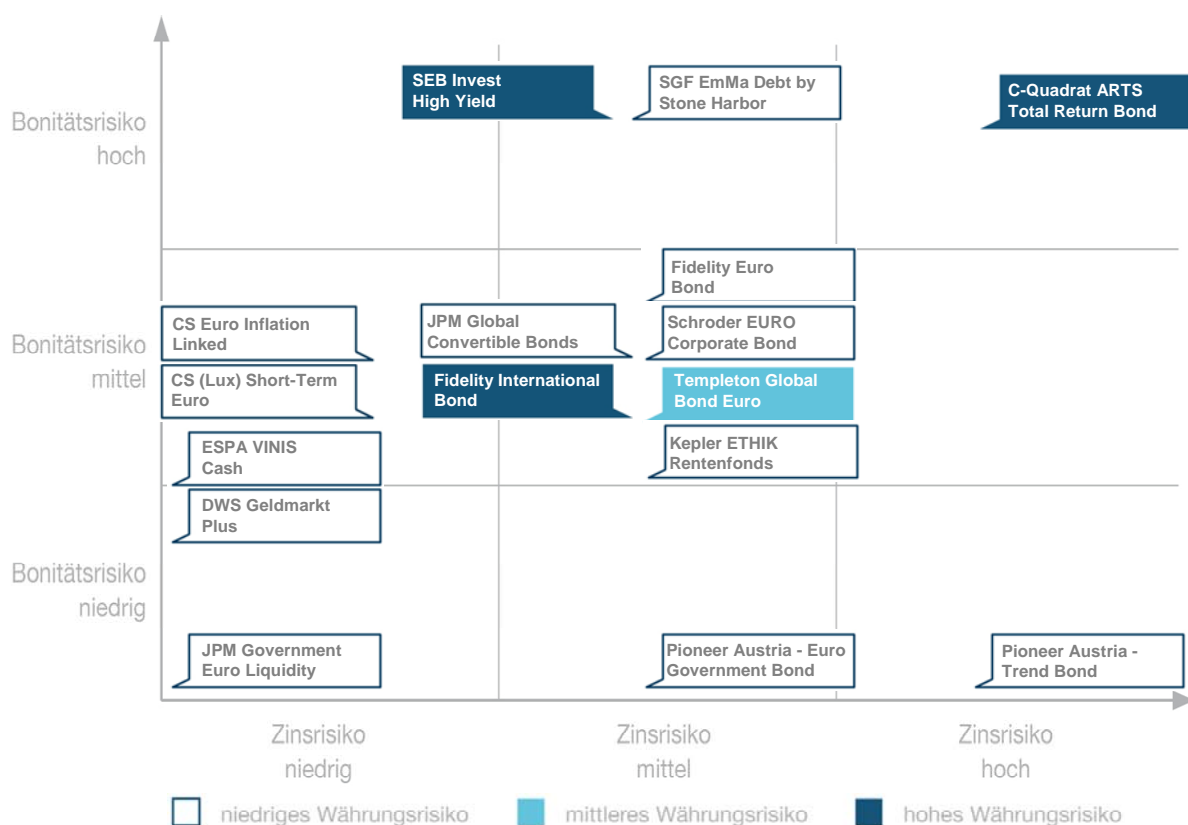 SEB Invest
High Yield
SGF EmMa Debt by
Stone Harbor
C-Quadrat ARTS
Total Return Bond
Bonitätsrisiko
hoch
Fidelity Euro
Bond
CS Euro Inflation
Linked
JPM Global
Convertible Bonds
Schroder EURO
Corporate Bond
Bonitätsrisiko
mittel
CS (Lux) Short-Term
Euro
Fidelity International
Bond
Templeton Global
Bond Euro
ESPA VINIS
Cash
Kepler ETHIK
Rentenfonds
DWS Geldmarkt
Plus
Bonitätsrisiko
niedrig
JPM Government
Euro Liquidity
Pioneer Austria - Euro
Government Bond
Pioneer Austria -
Trend Bond
Zinsrisiko
niedrig
Zinsrisiko
mittel
Zinsrisiko
hoch
niedriges Währungsrisiko
mittleres Währungsrisiko
hohes Währungsrisiko